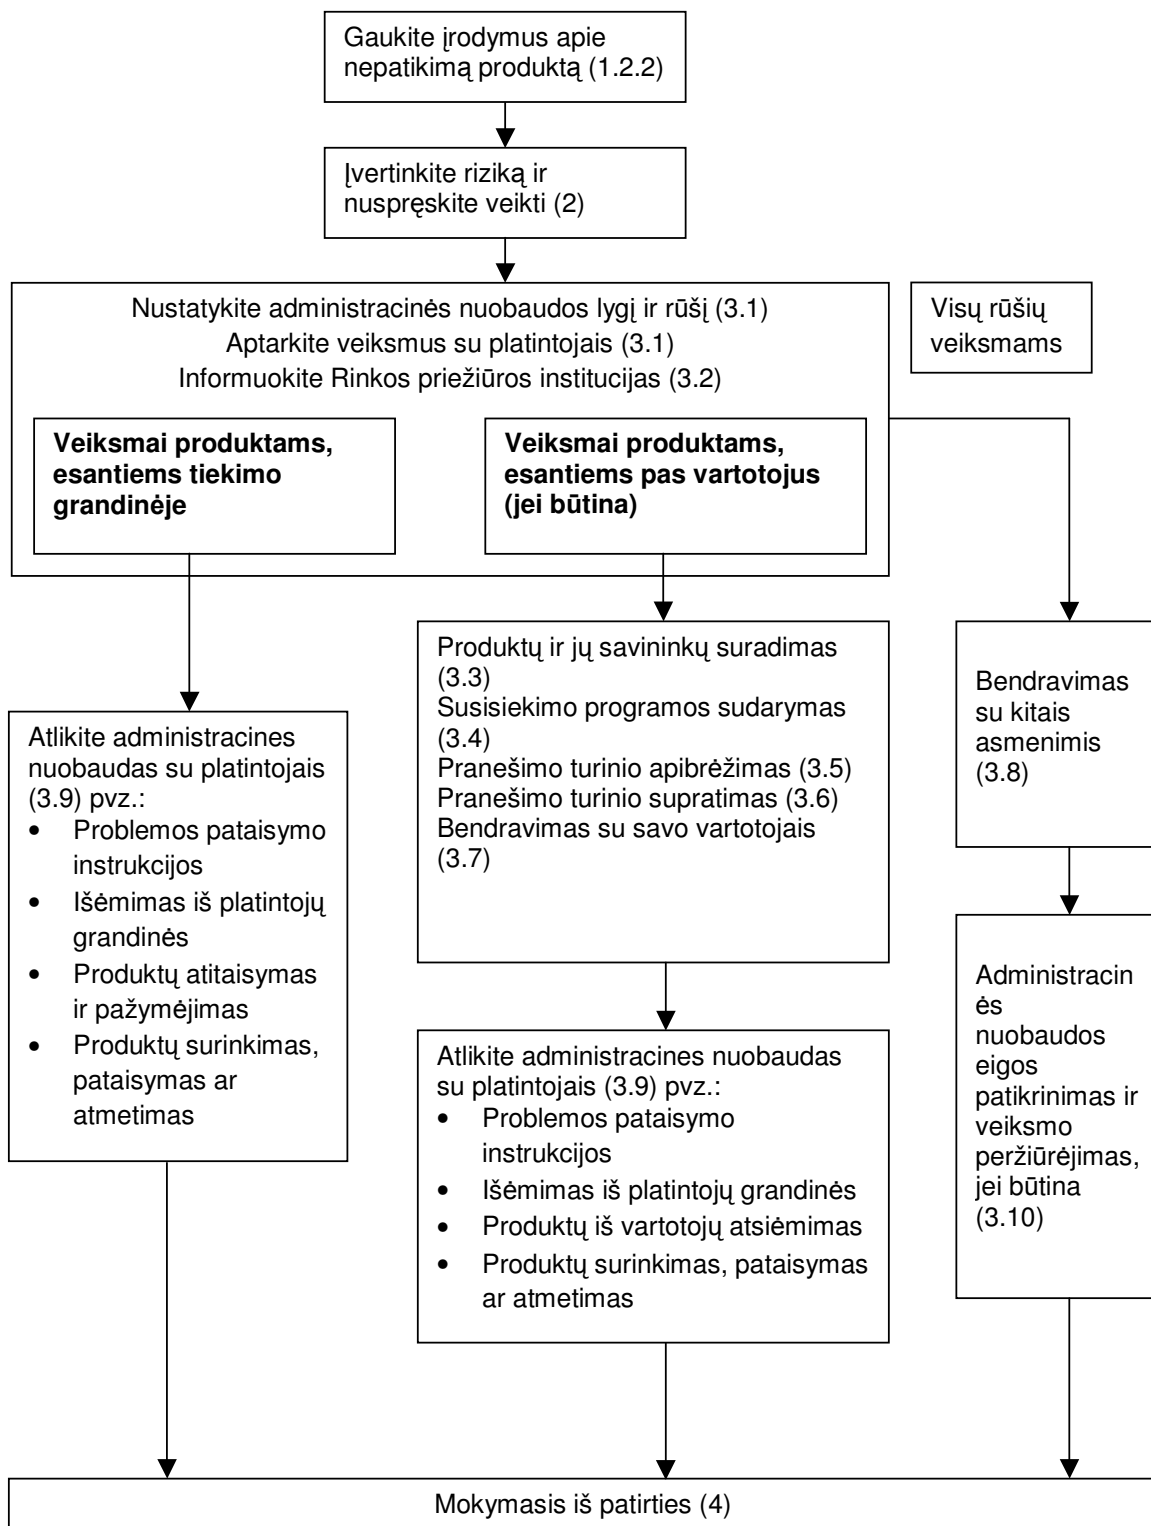 Gaukite įrodymus apie
nepatikimą produktą (1.2.2)
Įvertinkite riziką ir
nuspręskite veikti (2)
Nustatykite administracinės nuobaudos lygį ir rūšį (3.1)
Aptarkite veiksmus su platintojais (3.1)
Informuokite Rinkos priežiūros institucijas (3.2)
Visų rūšių
veiksmams
Veiksmai produktams,
esantiems tiekimo
grandinėje
Veiksmai produktams,
esantiems pas vartotojus
(jei būtina)
Atlikite administracines
nuobaudas su platintojais
(3.9) pvz.:
• Problemos pataisymo
instrukcijos
• Išėmimas iš platintojų
grandinės
• Produktų atitaisymas
ir pažymėjimas
• Produktų surinkimas,
pataisymas ar
atmetimas
Produktų ir jų savininkų suradimas
(3.3)
Susisiekimo programos sudarymas
(3.4)
Pranešimo turinio apibrėžimas (3.5)
Pranešimo turinio supratimas (3.6)
Bendravimas su savo vartotojais
(3.7)
Atlikite administracines nuobaudas
su platintojais (3.9) pvz.:
• Problemos pataisymo
instrukcijos
• Išėmimas iš platintojų grandinės
• Produktų iš vartotojų atsiėmimas
• Produktų surinkimas, pataisymas
ar atmetimas
Bendravimas
su kitais
asmenimis
(3.8)
Administracin
ės
nuobaudos
eigos
patikrinimas ir
veiksmo
peržiūrėjimas,
jei būtina
(3.10)
Mokymasis iš patirties (4)